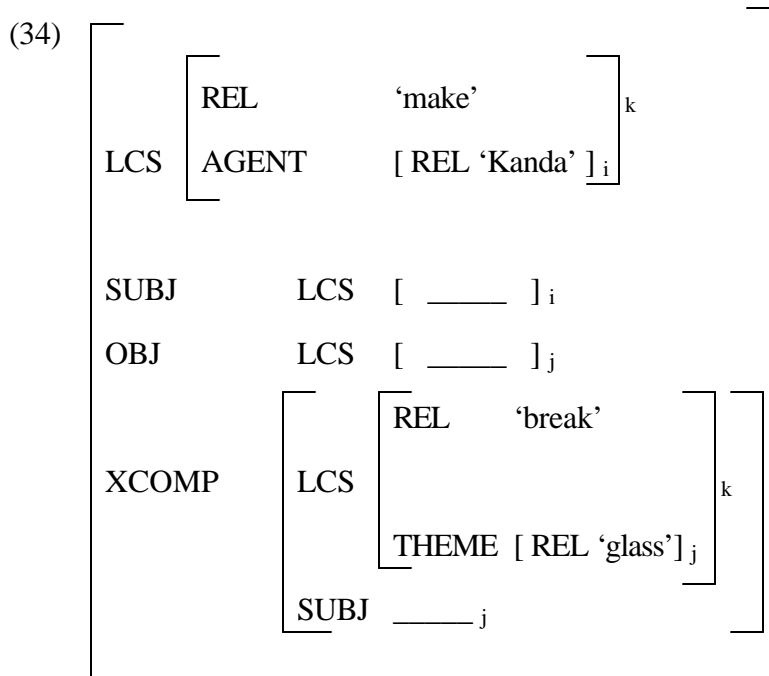 (34)
REL ‘make’ k
LCS AGENT [ REL ‘Kanda’ ] i
SUBJ LCS [ _____ ] i
OBJ LCS [ _____ ] j
REL ‘break’
XCOMP LCS k
THEME [ REL ‘glass’] j
SUBJ _____ j